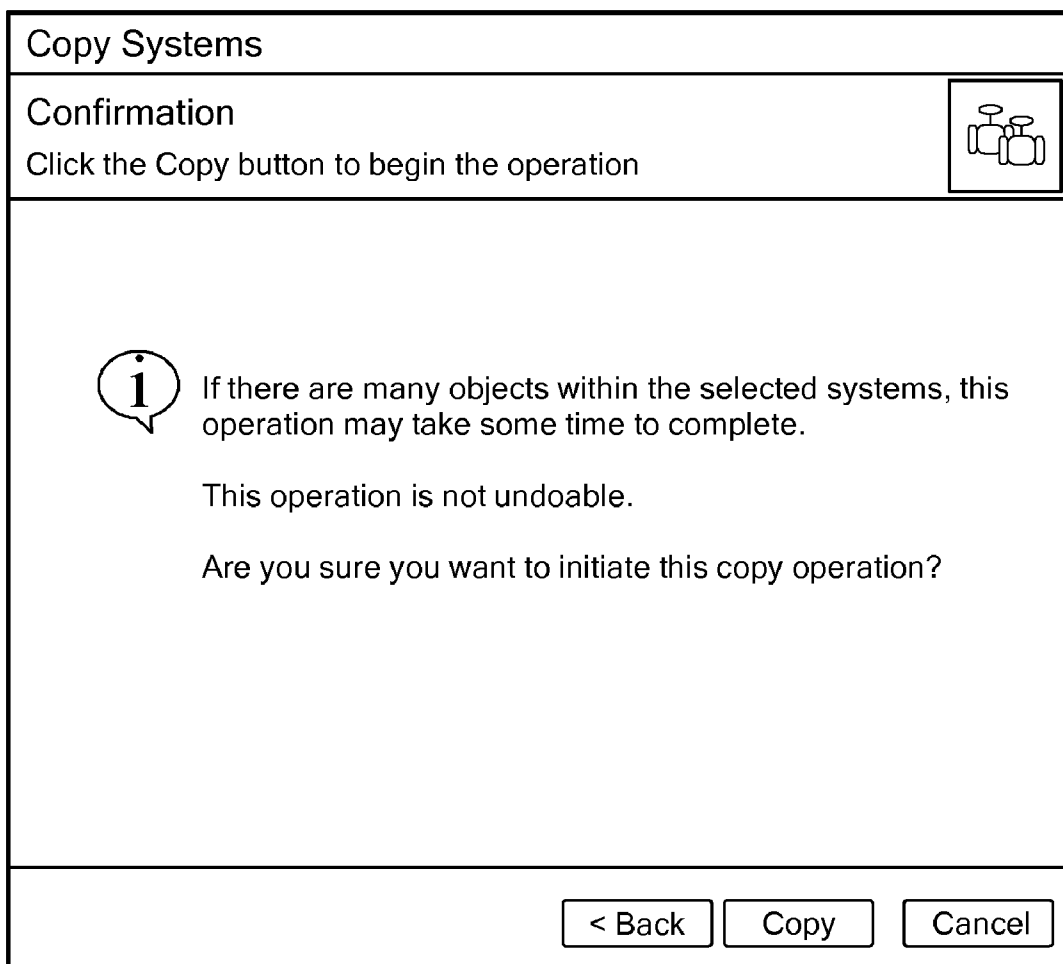 Copy Systems
Confirmation
Click the Copy button to begin the operation
i
If there are many objects within the selected systems, this
operation may take some time to complete.
This operation is not undoable.
Are you sure you want to initiate this copy operation?
< Back
Copy
Cancel